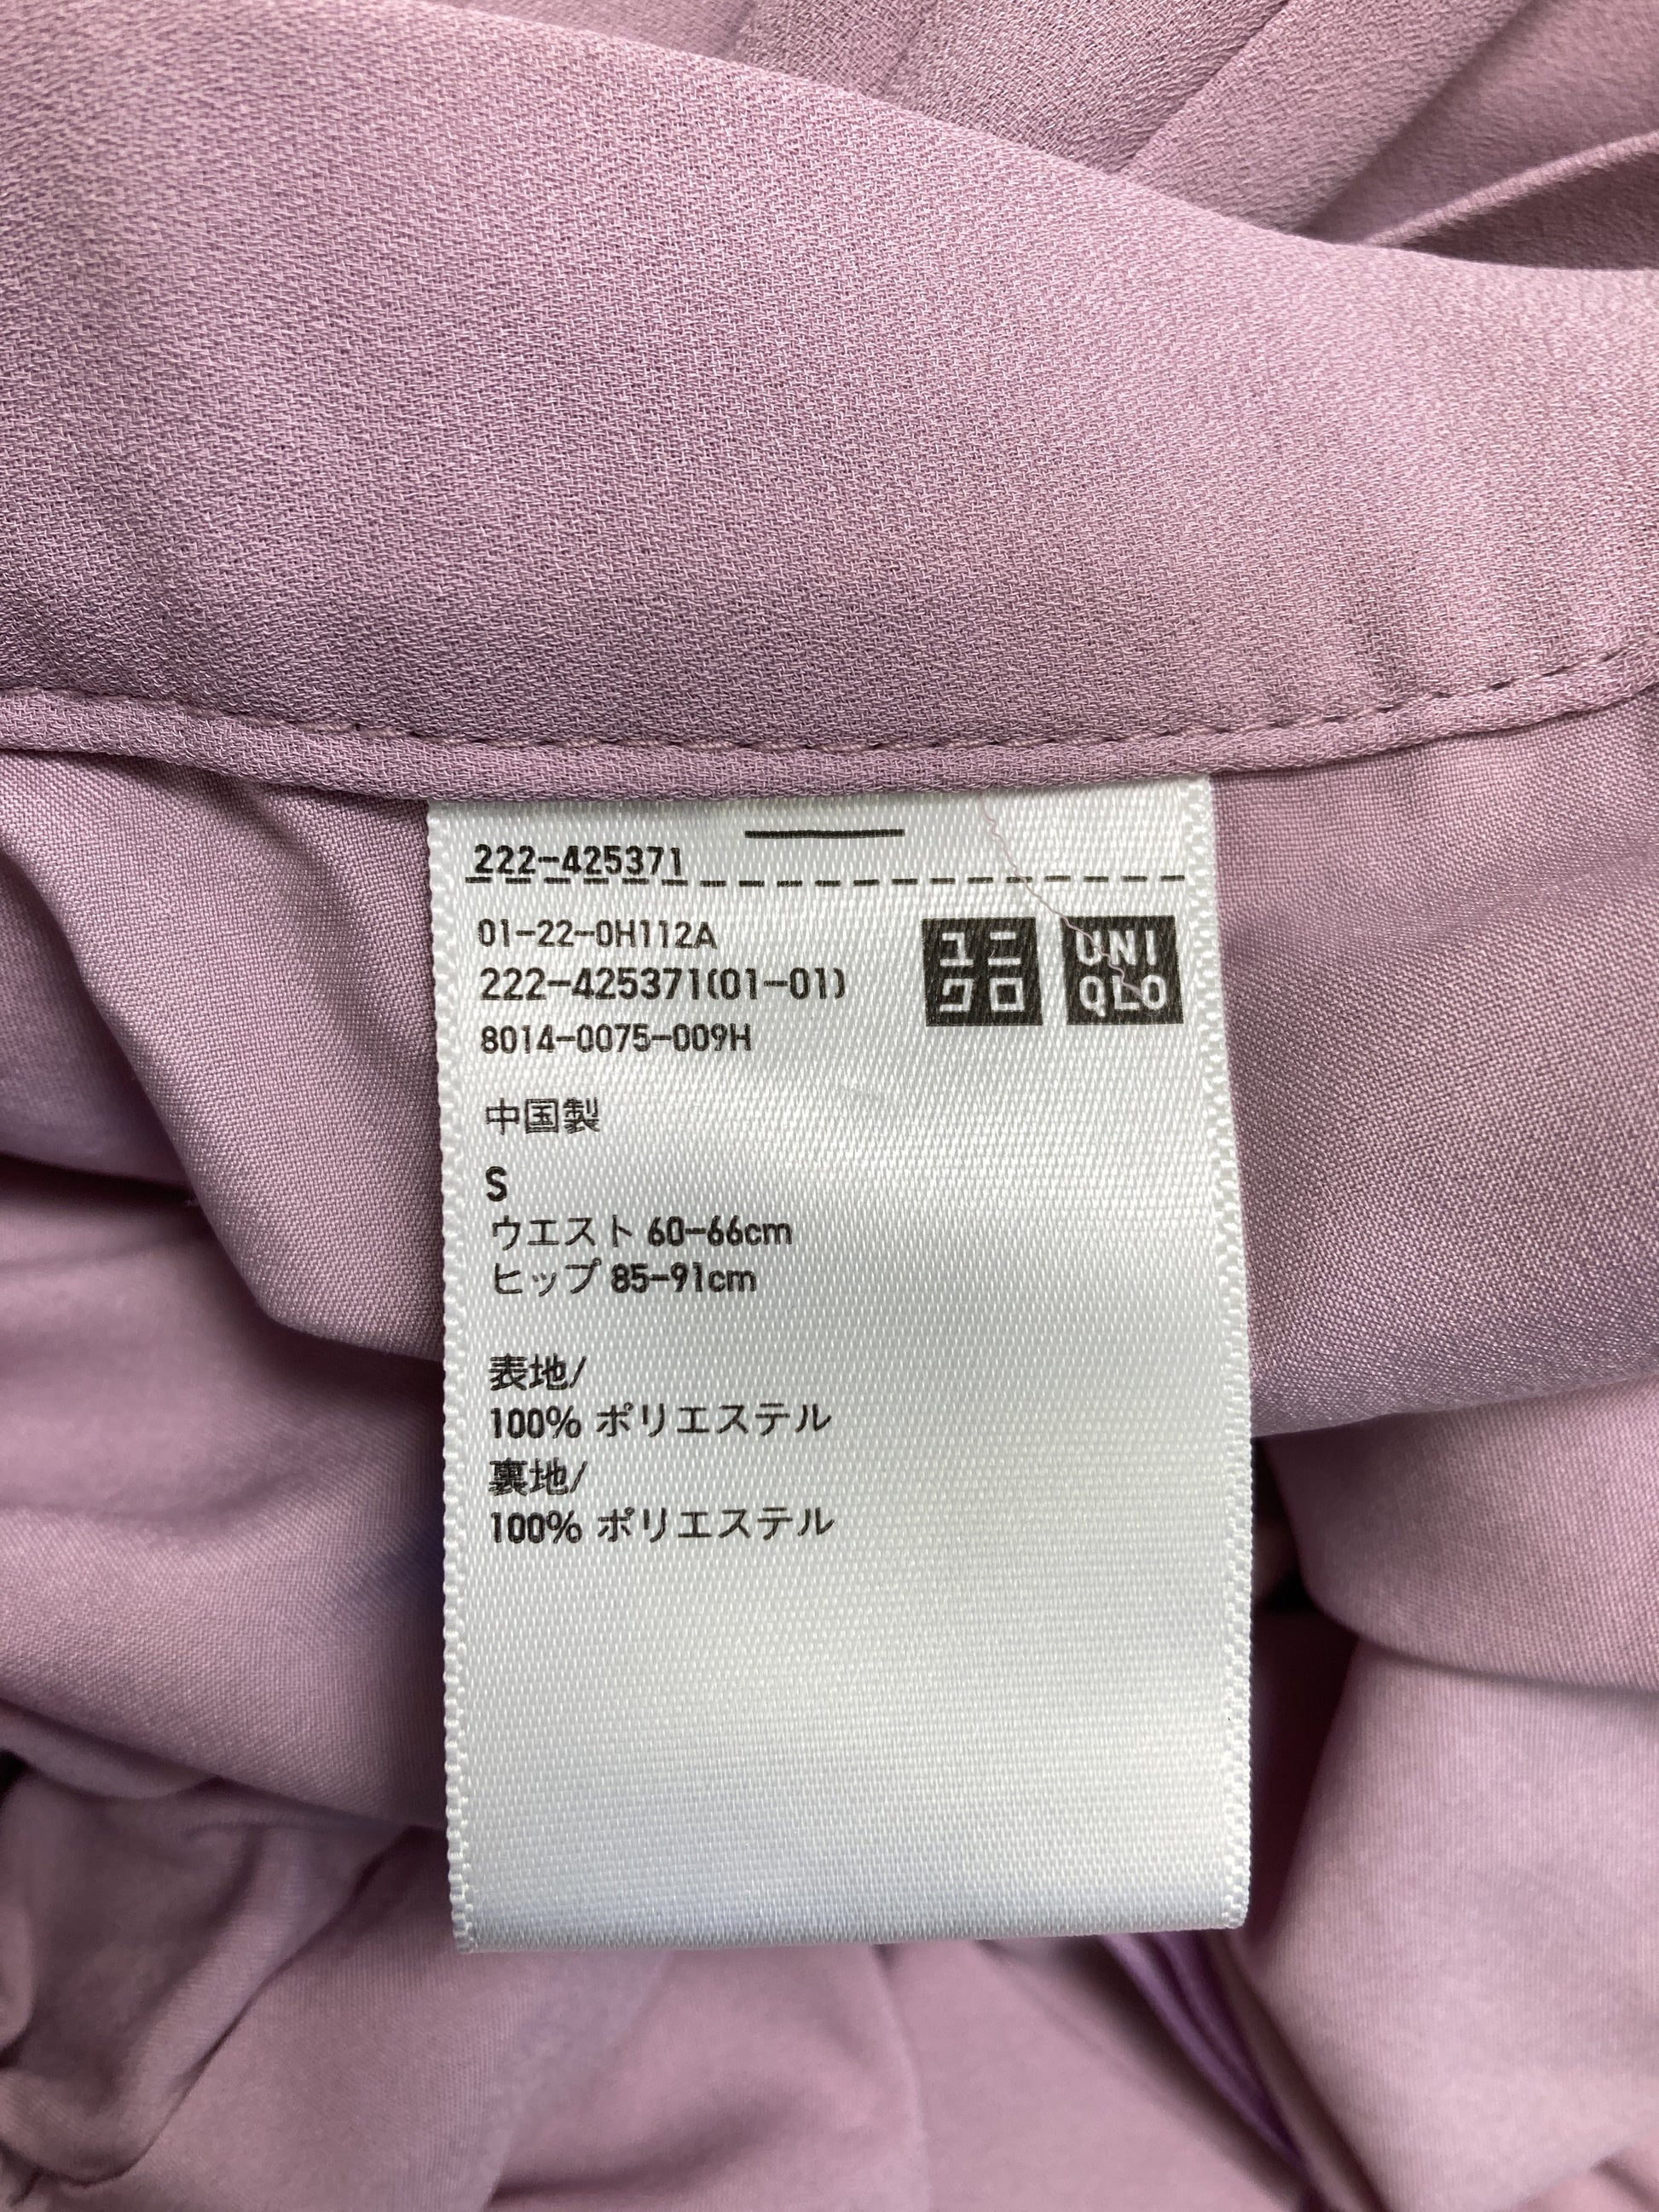 222-425371
01-22-0H112A
222-425371(01-01)
8014-0075-009H
ユニ
クロ
UNI
QLO
中国製
S
ウエスト 60-66cm
ヒップ 85-91cm
表地/
100% ポリエステル
裏地/
100% ポリエステル